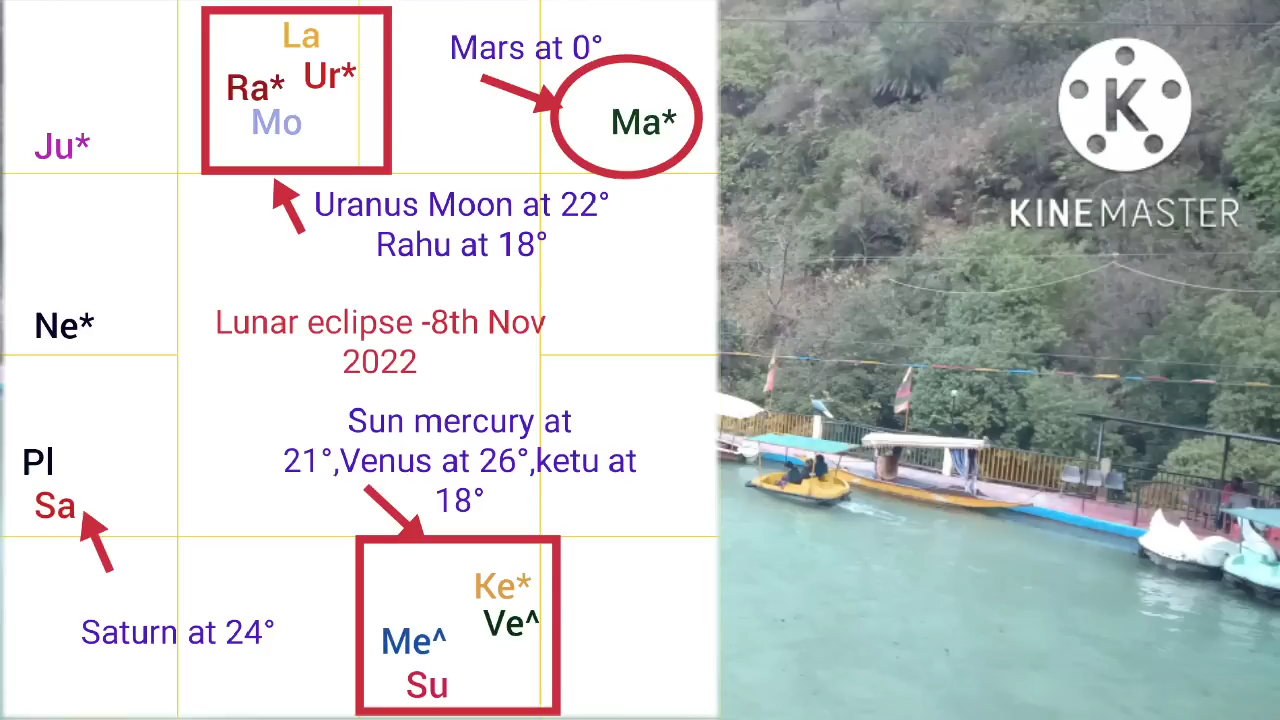 La
Mars at 0°
Ra* Ur*
Mo
Ma*
Ju*
Uranus Moon at 22°
Rahu at 18°
Ne*
Lunar eclipse -8th Nov
2022
Sun mercury at
21°,Venus at 26°,ketu at
18°
Pl
Sa
Ke*
Ve^
Saturn at 24°
Me^
Su
K
KINEMASTER